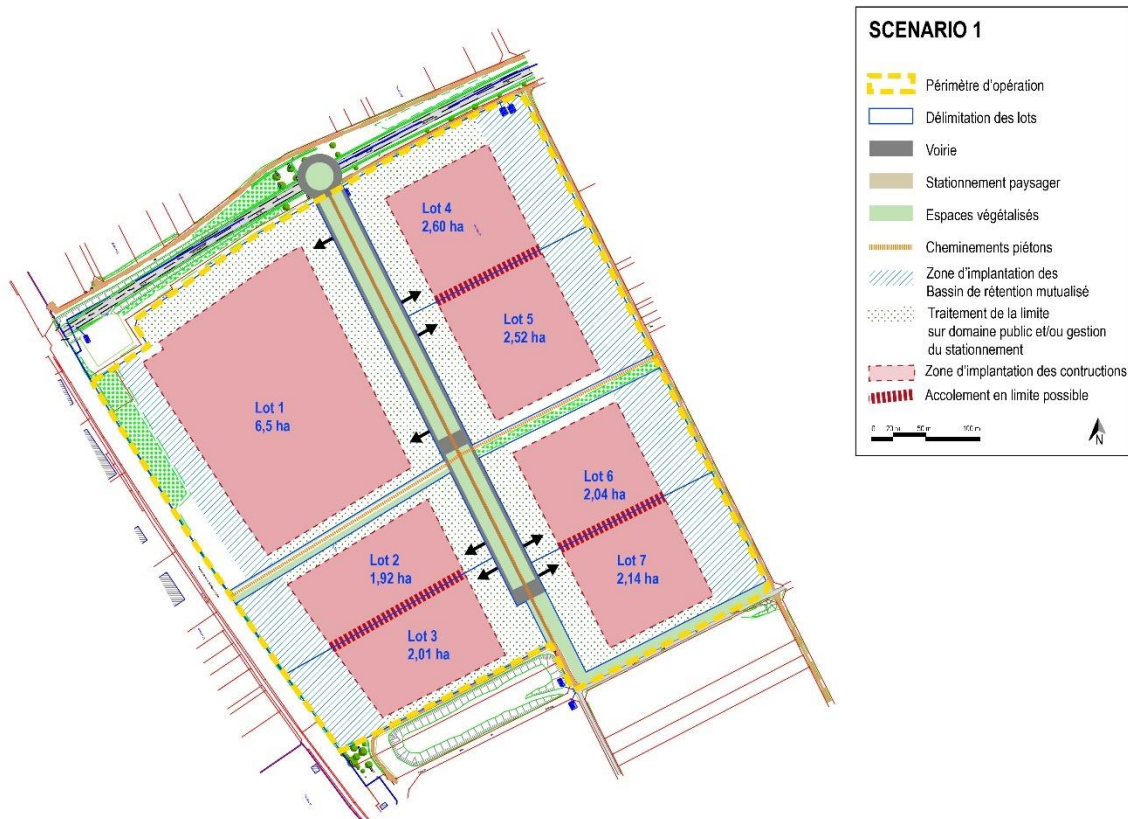 SCENARIO 1
Périmètre d'opération
Délimitation des lots
Voirie
Stationnement paysager
Espaces végétalisés
Cheminements piétons
Zone d'implantation des
Bassin de rétention mutualisé
Traitement de la limite
sur domaine public et/ou gestion
du stationnement
Zone d'implantation des contructions
Accolement en limite possible
0 20 m 50 m 100 m
N
Lot 4
2,60 ha
Lot 5
2,52 ha
Lot 1
6,5 ha
Lot 6
2,04 ha
Lot 2
1,92 ha
Lot 7
2,14 ha
Lot 3
2,01 ha